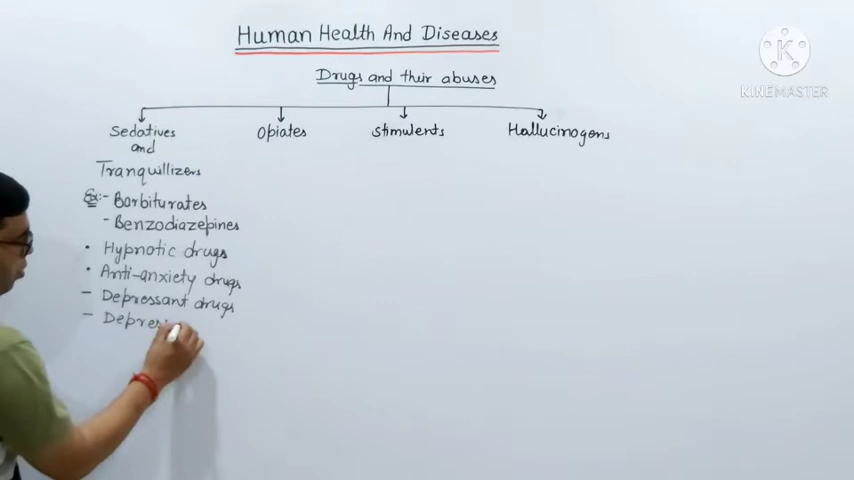 Human Health And Diseases
Drugs and their abuses
Sedatives and Tranquillizers
Opiates
Stimulents
Hallucinogens
Ex:- Barbiturates
- Benzodiazepines
• Hypnotic drugs
• Anti-anxiety drugs
- Depressant drugs
- Depres
K
KINEMASTER